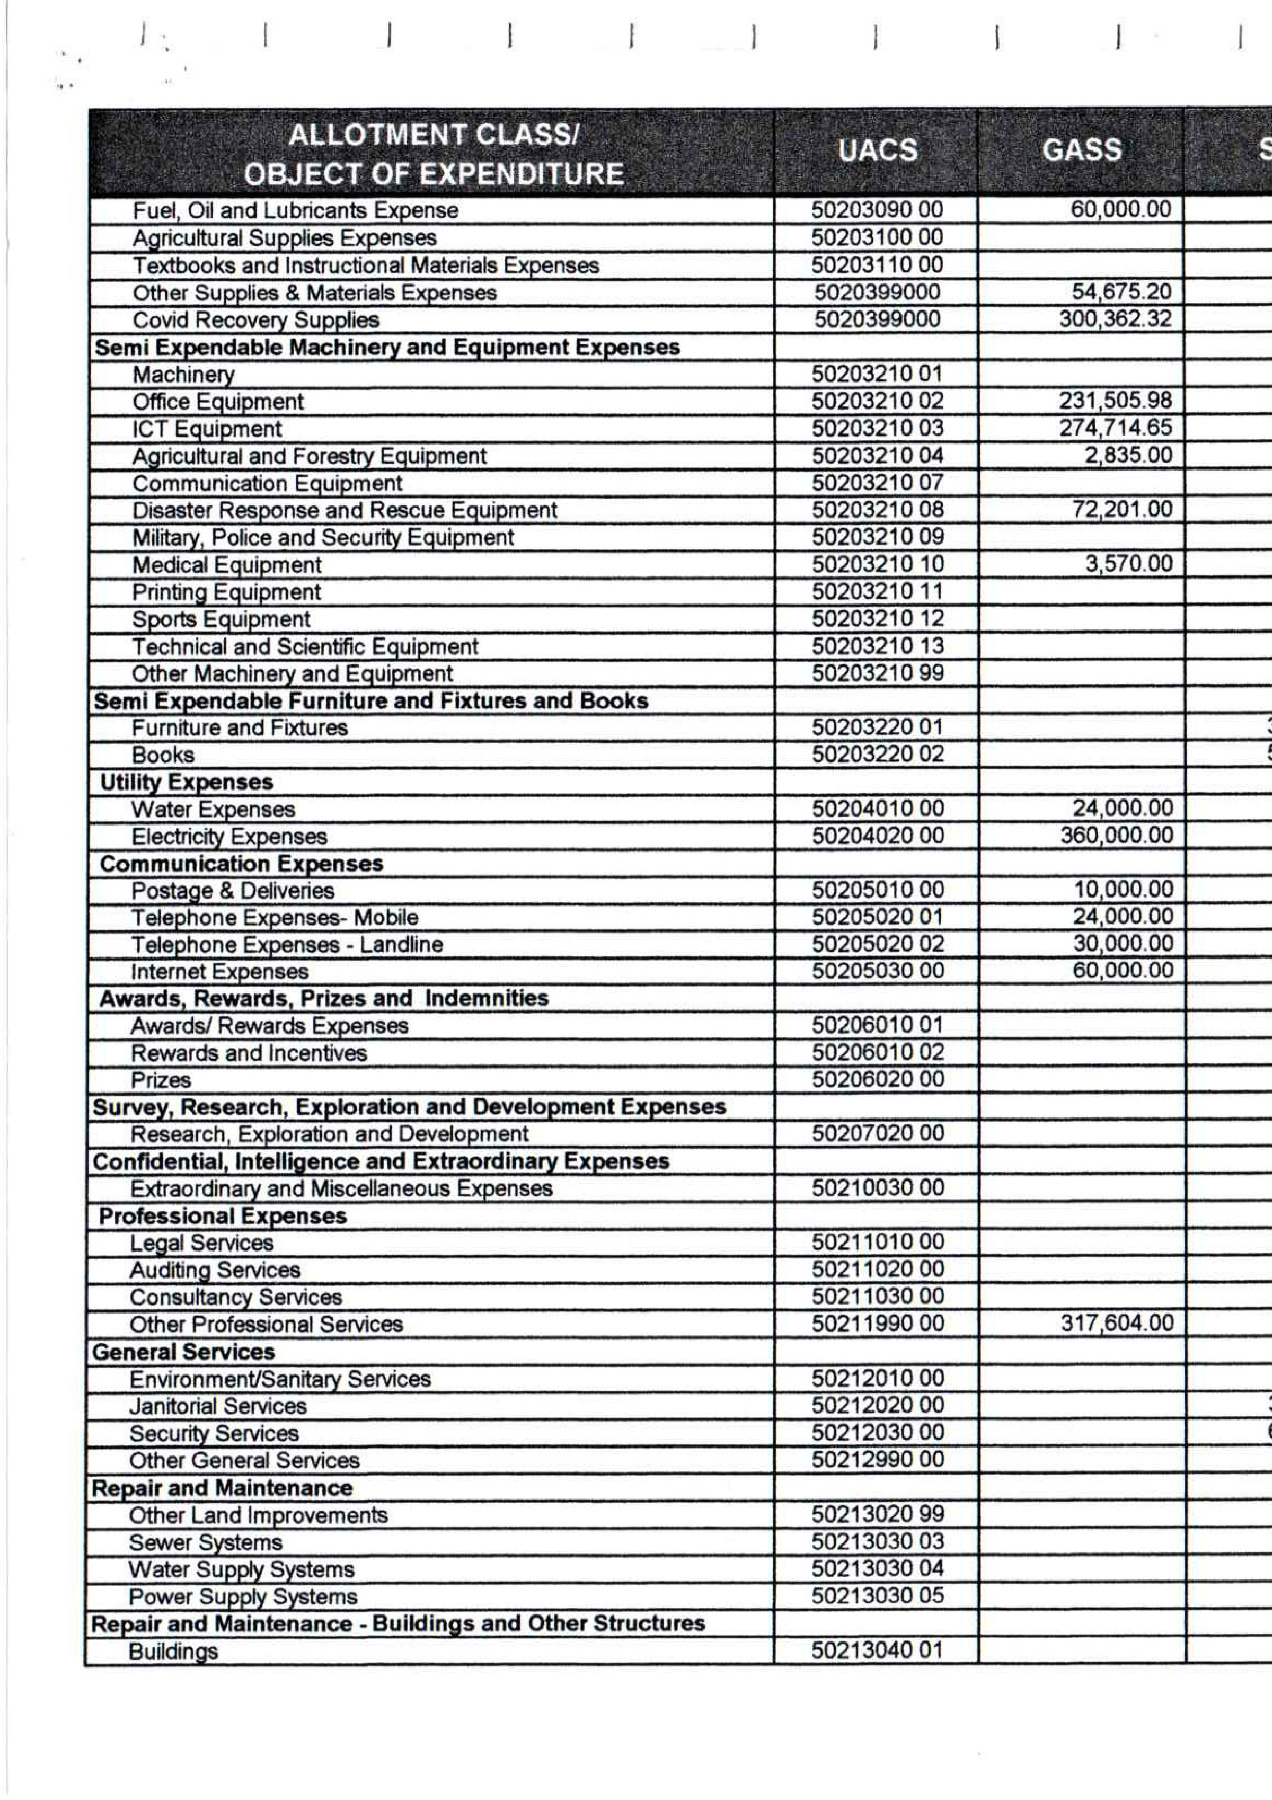 ALLOTMENT CLASS/
OBJECT OF EXPENDITURE UACS GASS S
Fuel, Oil and Lubricants Expense 50203090 00 60,000.00
Agricultural Supplies Expenses 50203100 00
Textbooks and Instructional Materials Expenses 50203110 00
Other Supplies & Materials Expenses 5020399000 54,675.20
Covid Recovery Supplies 5020399000 300,362.32
Semi Expendable Machinery and Equipment Expenses
Machinery 50203210 01
Office Equipment 50203210 02 231,505.98
ICT Equipment 50203210 03 274,714.65
Agricultural and Forestry Equipment 50203210 04 2,835.00
Communication Equipment 50203210 07
Disaster Response and Rescue Equipment 50203210 08 72,201.00
Military, Police and Security Equipment 50203210 09
Medical Equipment 50203210 10 3,570.00
Printing Equipment 50203210 11
Sports Equipment 50203210 12
Technical and Scientific Equipment 50203210 13
Other Machinery and Equipment 50203210 99
Semi Expendable Furniture and Fixtures and Books
Furniture and Fixtures 50203220 01
Books 50203220 02
Utility Expenses
Water Expenses 50204010 00 24,000.00
Electricity Expenses 50204020 00 360,000.00
Communication Expenses
Postage & Deliveries 50205010 00 10,000.00
Telephone Expenses- Mobile 50205020 01 24,000.00
Telephone Expenses - Landline 50205020 02 30,000.00
Internet Expenses 50205030 00 60,000.00
Awards, Rewards, Prizes and Indemnities
Awards/ Rewards Expenses 50206010 01
Rewards and Incentives 50206010 02
Prizes 50206020 00
Survey, Research, Exploration and Development Expenses
Research, Exploration and Development 50207020 00
Confidential, Intelligence and Extraordinary Expenses
Extraordinary and Miscellaneous Expenses 50210030 00
Professional Expenses
Legal Services 50211010 00
Auditing Services 50211020 00
Consultancy Services 50211030 00
Other Professional Services 50211990 00 317,604.00
General Services
Environment/Sanitary Services 50212010 00
Janitorial Services 50212020 00
Security Services 50212030 00
Other General Services 50212990 00
Repair and Maintenance
Other Land Improvements 50213020 99
Sewer Systems 50213030 03
Water Supply Systems 50213030 04
Power Supply Systems 50213030 05
Repair and Maintenance - Buildings and Other Structures
Buildings 50213040 01